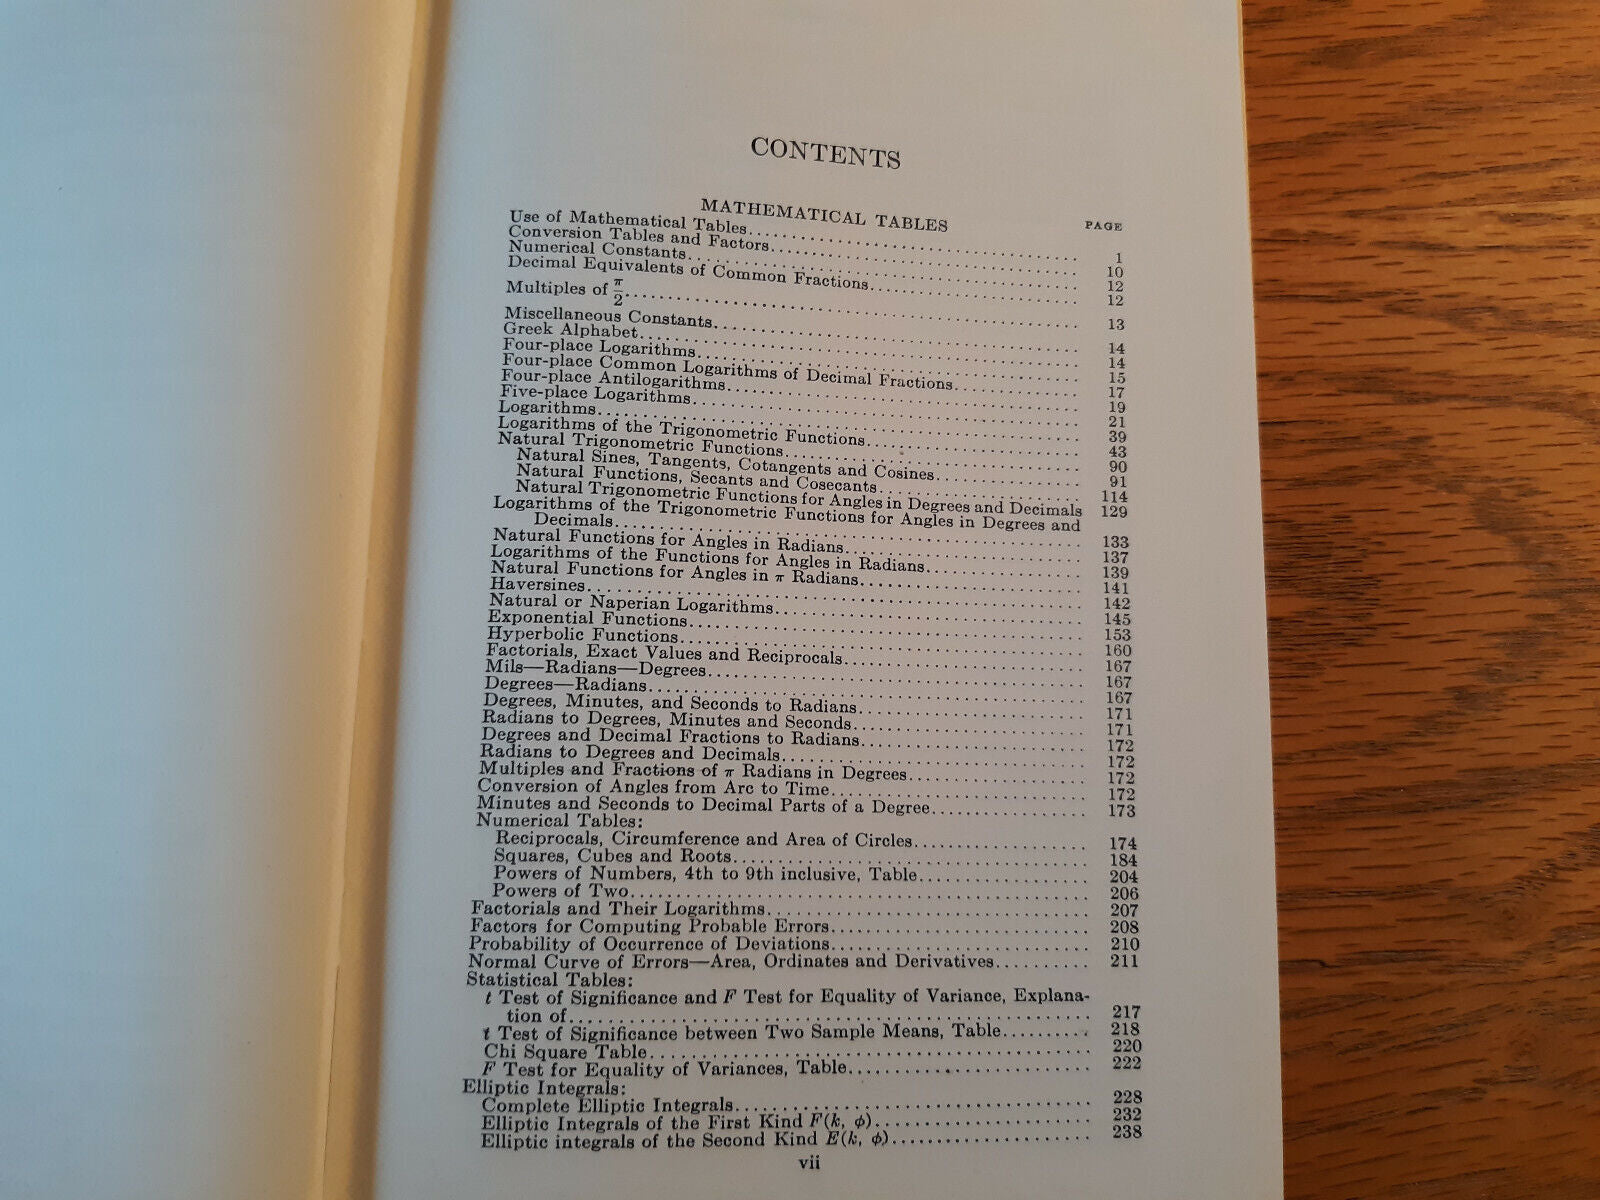 CONTENTS
MATHEMATICAL TABLES
PAGE
Use of Mathematical Tables 1
Conversion Tables and Factors 10
Numerical Constants 12
Decimal Equivalents of Common Fractions 12
Multiples of π/2 13
Miscellaneous Constants 14
Greek Alphabet 14
Four-place Logarithms 15
Four-place Common Logarithms of Decimal Fractions 17
Four-place Antilogarithms 19
Five-place Logarithms 21
Logarithms 39
Logarithms of the Trigonometric Functions 43
Natural Trigonometric Functions 90
Natural Sines, Tangents, Cotangents and Cosines 91
Natural Functions, Secants and Cosecants 114
Natural Trigonometric Functions for Angles in Degrees and Decimals 129
Logarithms of the Trigonometric Functions for Angles in Degrees and
Decimals 133
Natural Functions for Angles in Radians 137
Logarithms of the Functions for Angles in Radians 139
Natural Functions for Angles in π Radians 141
Haversines 142
Natural or Naperian Logarithms 145
Exponential Functions 153
Hyperbolic Functions 160
Factorials, Exact Values and Reciprocals 167
Mils—Radians—Degrees 167
Degrees—Radians 167
Degrees, Minutes, and Seconds to Radians 171
Radians to Degrees, Minutes and Seconds 171
Degrees and Decimal Fractions to Radians 172
Radians to Degrees and Decimals 172
Multiples and Fractions of π Radians in Degrees 172
Conversion of Angles from Arc to Time 172
Minutes and Seconds to Decimal Parts of a Degree 173
Numerical Tables:
Reciprocals, Circumference and Area of Circles 174
Squares, Cubes and Roots 184
Powers of Numbers, 4th to 9th inclusive, Table 204
Powers of Two 206
Factorials and Their Logarithms 207
Factors for Computing Probable Errors 208
Probability of Occurrence of Deviations 210
Normal Curve of Errors—Area, Ordinates and Derivatives 211
Statistical Tables:
t Test of Significance and F Test for Equality of Variance, Explana-
tion of 217
t Test of Significance between Two Sample Means, Table 218
Chi Square Table 220
F Test for Equality of Variances, Table 222
Elliptic Integrals:
Complete Elliptic Integrals 228
Elliptic Integrals of the First Kind F(k, φ) 232
Elliptic integrals of the Second Kind E(k, φ) 238
vii